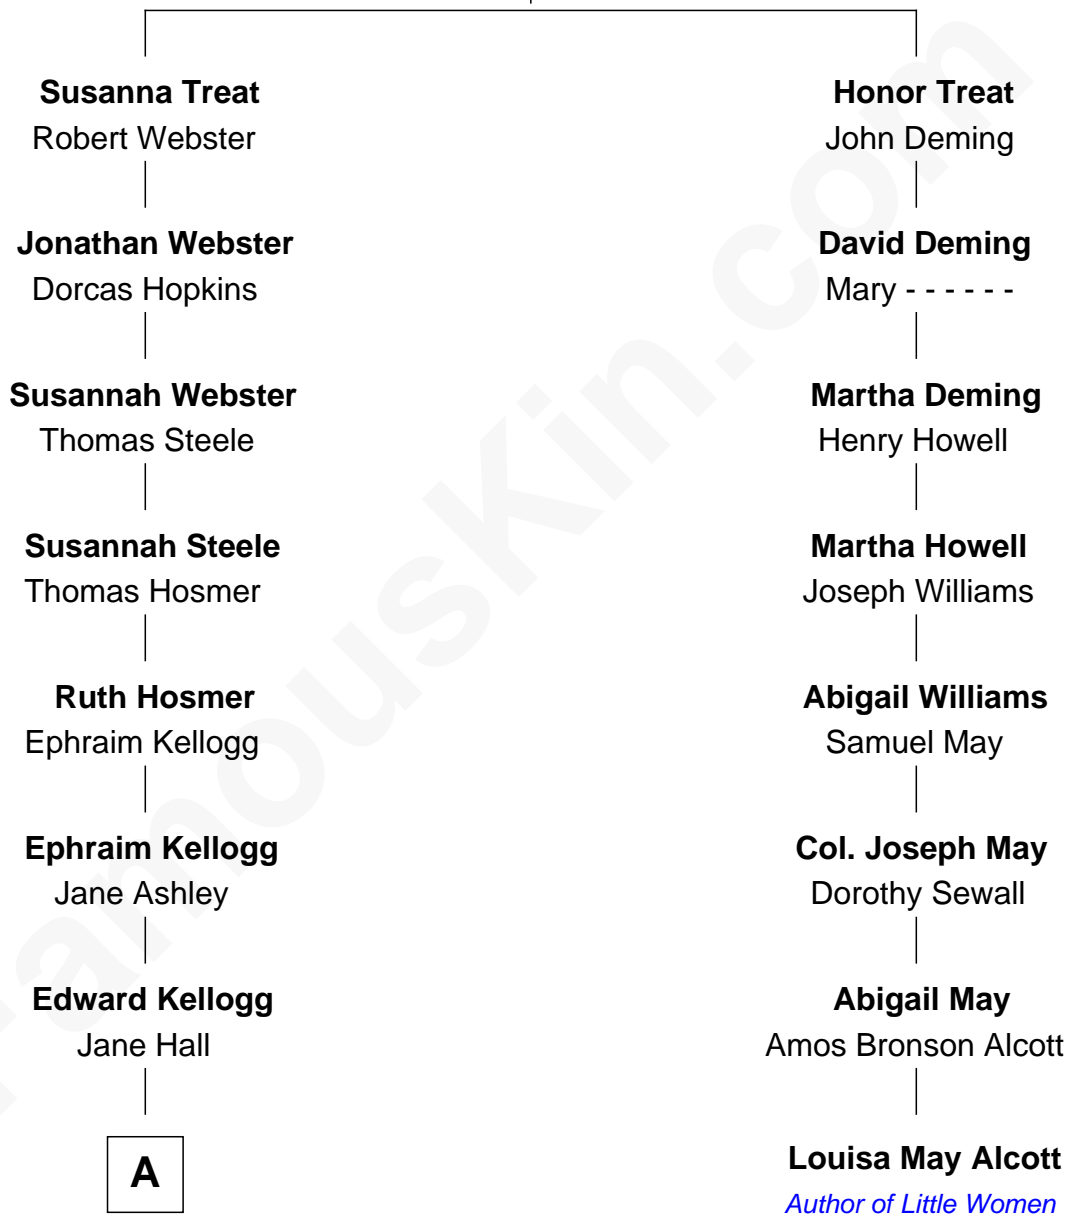 Susanna Treat
Robert Webster
Jonathan Webster
Dorcas Hopkins
Susannah Webster
Thomas Steele
Susannah Steele
Thomas Hosmer
Ruth Hosmer
Ephraim Kellogg
Ephraim Kellogg
Jane Ashley
Edward Kellogg
Jane Hall
A
Honor Treat
John Deming
David Deming
Mary - - - - - -
Martha Deming
Henry Howell
Martha Howell
Joseph Williams
Abigail Williams
Samuel May
Col. Joseph May
Dorothy Sewall
Abigail May
Amos Bronson Alcott
Louisa May Alcott
Author of Little Women
FamousKin.com